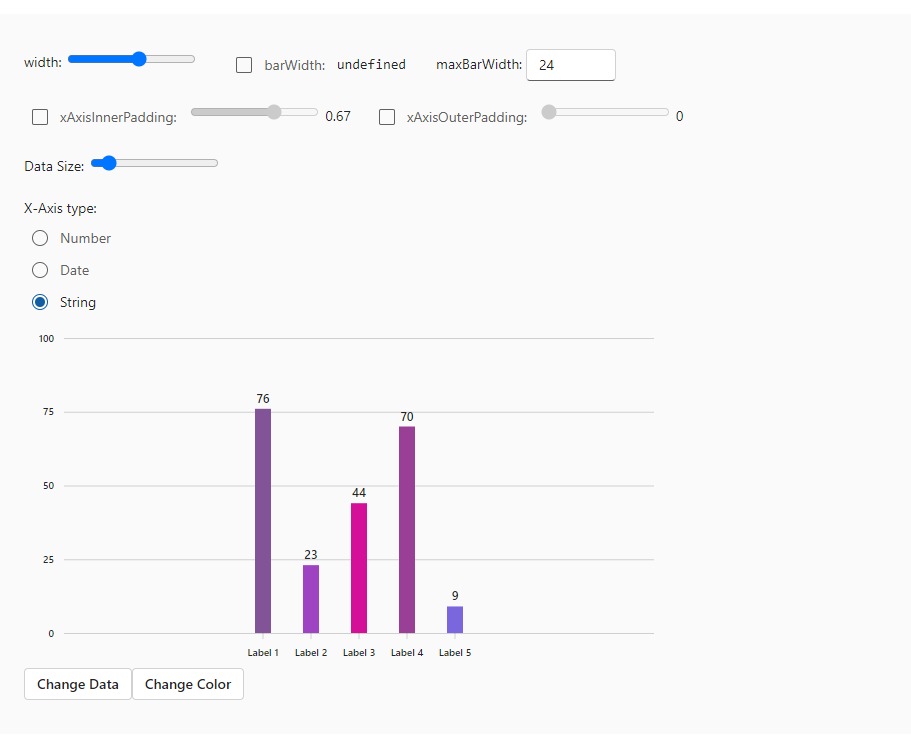 width: barWidth: undefined maxBarWidth: 24
xAxisInnerPadding: 0.67 xAxisOuterPadding: 0
Data Size:
X-Axis type:
Number
Date
String
100
76
75
70
50
44
25
23
9
0
Label 1 Label 2 Label 3 Label 4 Label 5
Change Data Change Color